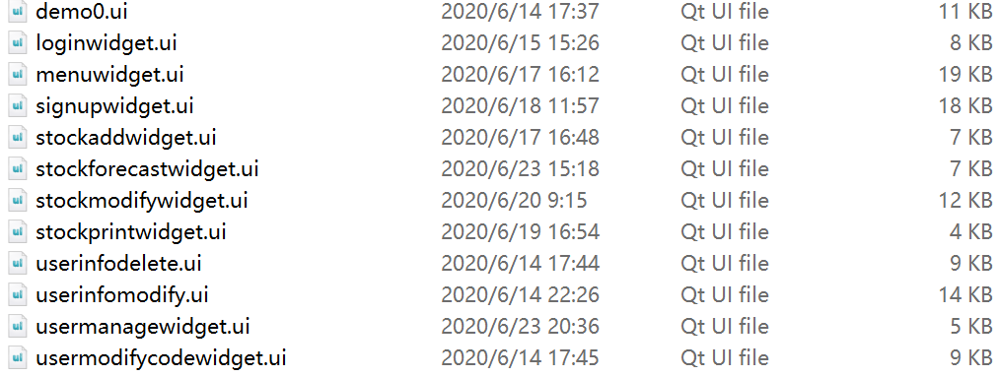 demo0.ui 2020/6/14 17:37 Qt UI file 11 KB
loginwidget.ui 2020/6/15 15:26 Qt UI file 8 KB
menuwidget.ui 2020/6/17 16:12 Qt UI file 19 KB
signupwidget.ui 2020/6/18 11:57 Qt UI file 18 KB
stockaddwidget.ui 2020/6/17 16:48 Qt UI file 7 KB
stockforecastwidget.ui 2020/6/23 15:18 Qt UI file 7 KB
stockmodifywidget.ui 2020/6/20 9:15 Qt UI file 12 KB
stockprintwidget.ui 2020/6/19 16:54 Qt UI file 4 KB
userinfodelete.ui 2020/6/14 17:44 Qt UI file 9 KB
userinfomodify.ui 2020/6/14 22:26 Qt UI file 14 KB
usermanagewidget.ui 2020/6/23 20:36 Qt UI file 5 KB
usermodifycodewidget.ui 2020/6/14 17:45 Qt UI file 9 KB